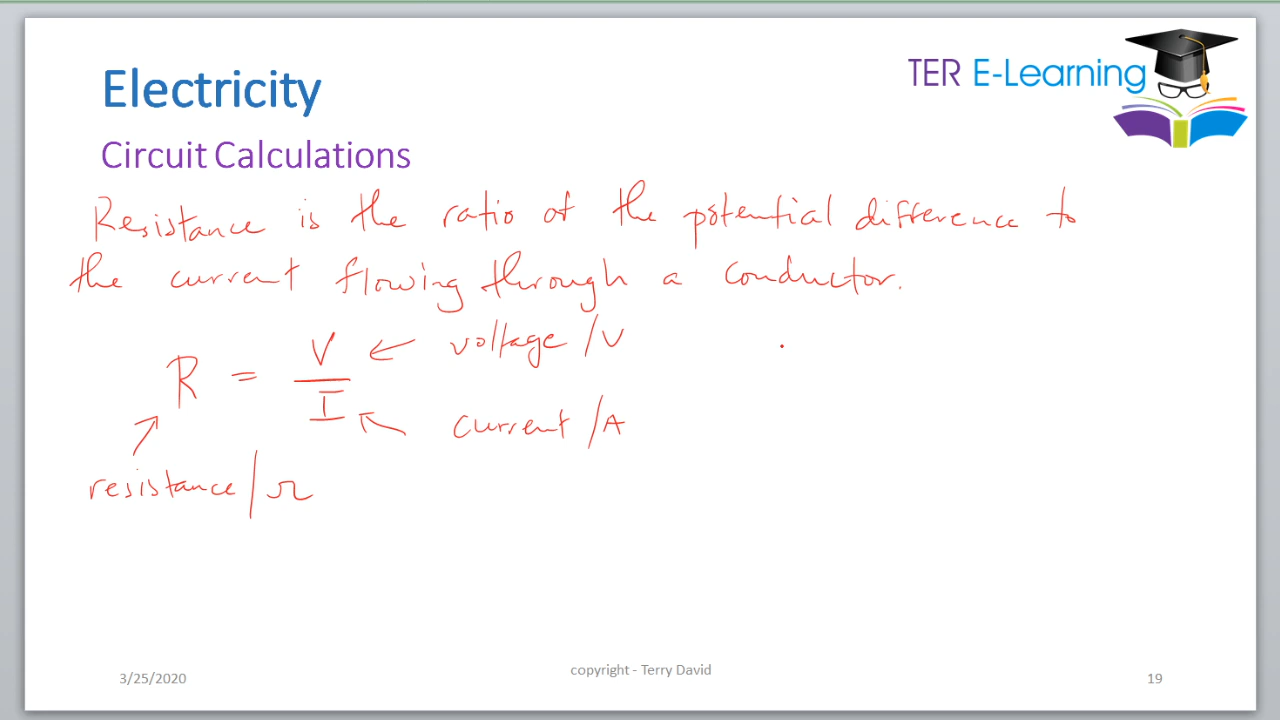 Electricity
TER E-Learning
Circuit Calculations
Resistance is the ratio of the potential difference to
the current flowing through a conductor.
R = V/I
← voltage /V
current /A
resistance/Ω
3/25/2020
copyright - Terry David
19